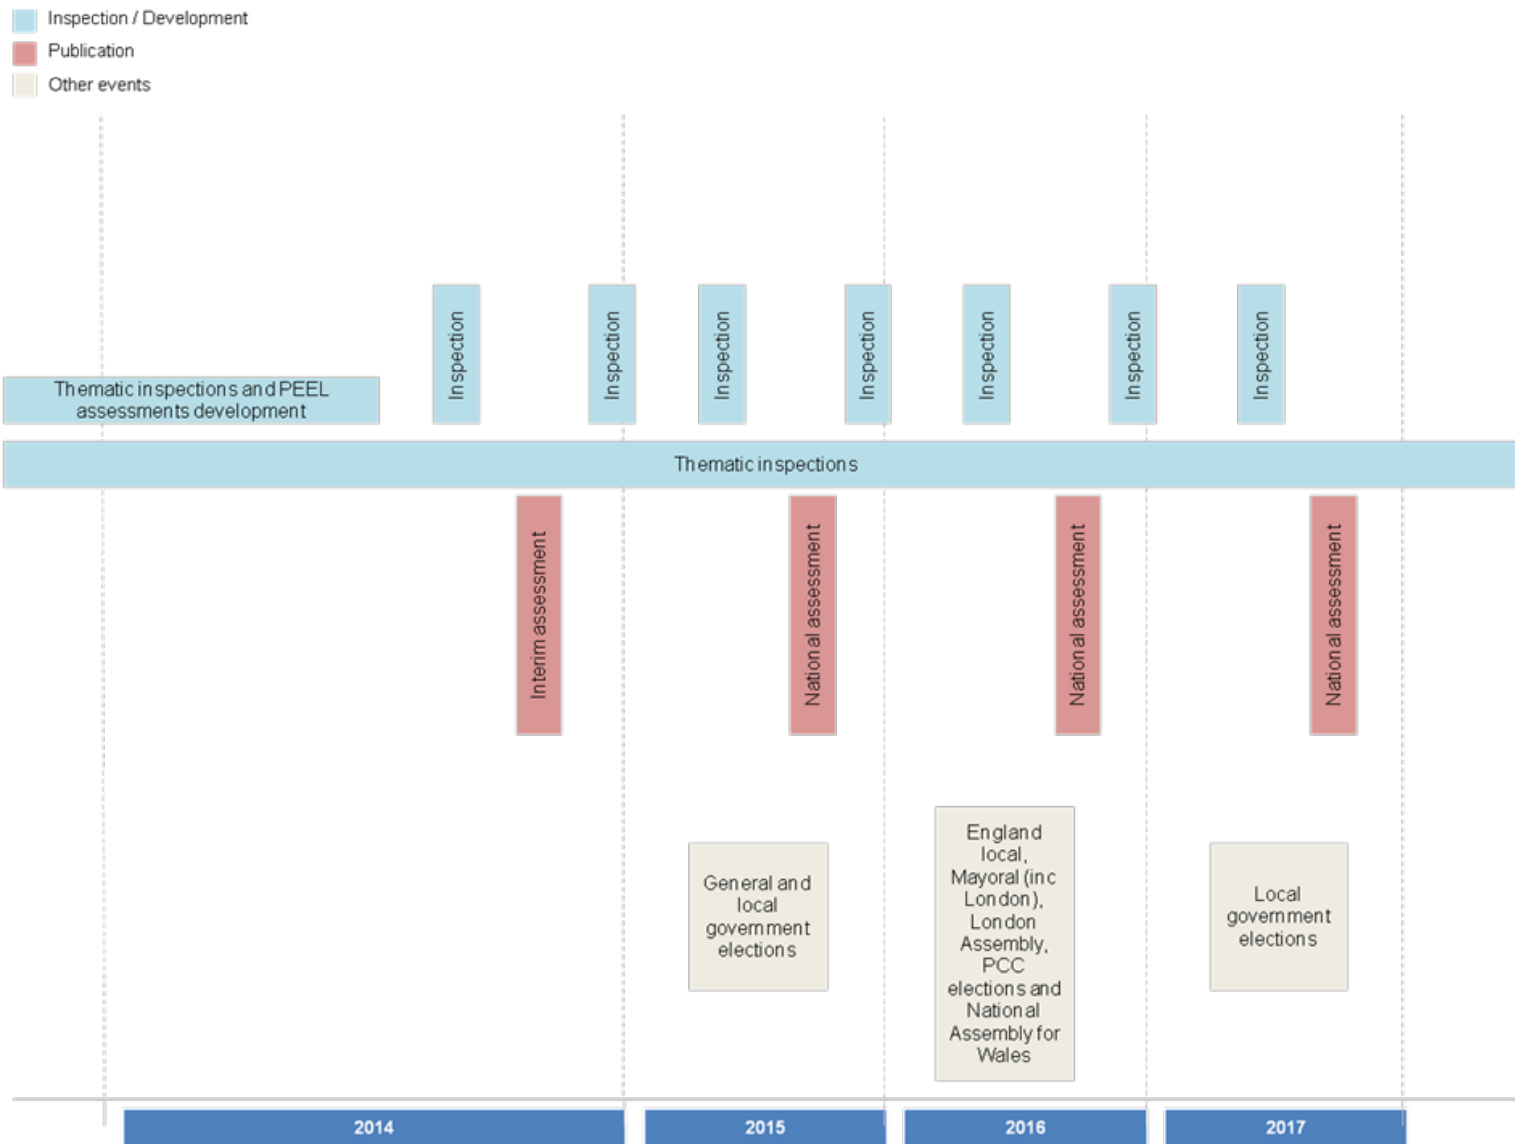 Inspection / Development
Publication
Other events
Inspection
Inspection
Inspection
Inspection
Inspection
Inspection
Inspection
Thematic inspections and PEEL
assessments development
Thematic inspections
Interim assessment
National assessment
National assessment
National assessment
General and
local
government
elections
England
local,
Mayoral (inc
London),
London
Assembly,
PCC
elections and
National
Assembly for
Wales
Local
government
elections
2014
2015
2016
2017